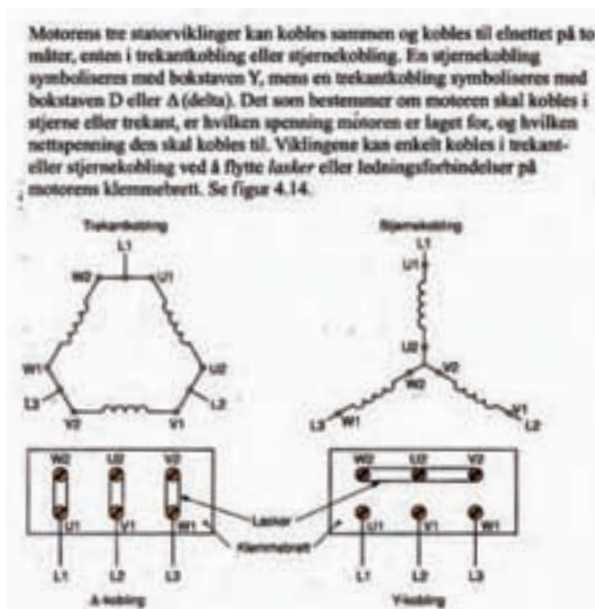 Motorens tre statorviklinger kan kobles sammen og kobles til elnettet på to
måter, enten i trekantkobling eller stjernekobling. En stjernekobling
symboliseres med bokstaven Y, mens en trekantkobling symboliseres med
bokstaven D eller Δ (delta). Det som bestemmer om motoren skal kobles i
stjerne eller trekant, er hvilken spenning motoren er laget for, og hvilken
nettspenning den skal kobles til. Viklingene kan enkelt kobles i trekant-
eller stjernekobling ved å flytte lasker eller ledningsforbindelser på
motorens klemmebrett. Se figur 4.14.
Trekantkobling
L1
W2 U1
W1 U2
L3 L2
V2 V1
Stjernekobling
L1
U1
U2
W2 V2
L3 W1 V1 L2
W2 U2 V2
U1 V1 W1
L1 L2 L3
Δ-kobling
Lasker
Klemmebrett
W2 U2 V2
U1 V1 W1
L1 L2 L3
Y-kobling